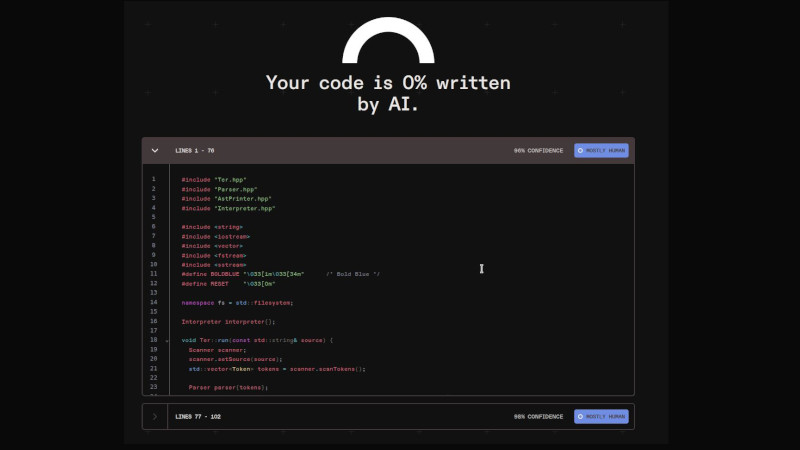 Your code is 0% written
by AI.
LINES 1 - 76 96% CONFIDENCE MOSTLY HUMAN
1 #include "Tor.hpp"
2 #include "Parser.hpp"
3 #include "AstPrinter.hpp"
4 #include "Interpreter.hpp"
5
6 #include <string>
7 #include <iostream>
8 #include <vector>
9 #include <fstream>
10 #include <sstream>
11 #define BOLDBLUE "\033[1m\033[34m" /* Bold Blue */
12 #define RESET "\033[0m"
13
14 namespace fs = std::filesystem;
15
16 Interpreter interpreter{};
17
18 void Tor::run(const std::string& source) {
19 Scanner scanner;
20 scanner.setSource(source);
21 std::vector<Token> tokens = scanner.scanTokens();
22
23 Parser parser{tokens};
LINES 77 - 102 98% CONFIDENCE MOSTLY HUMAN